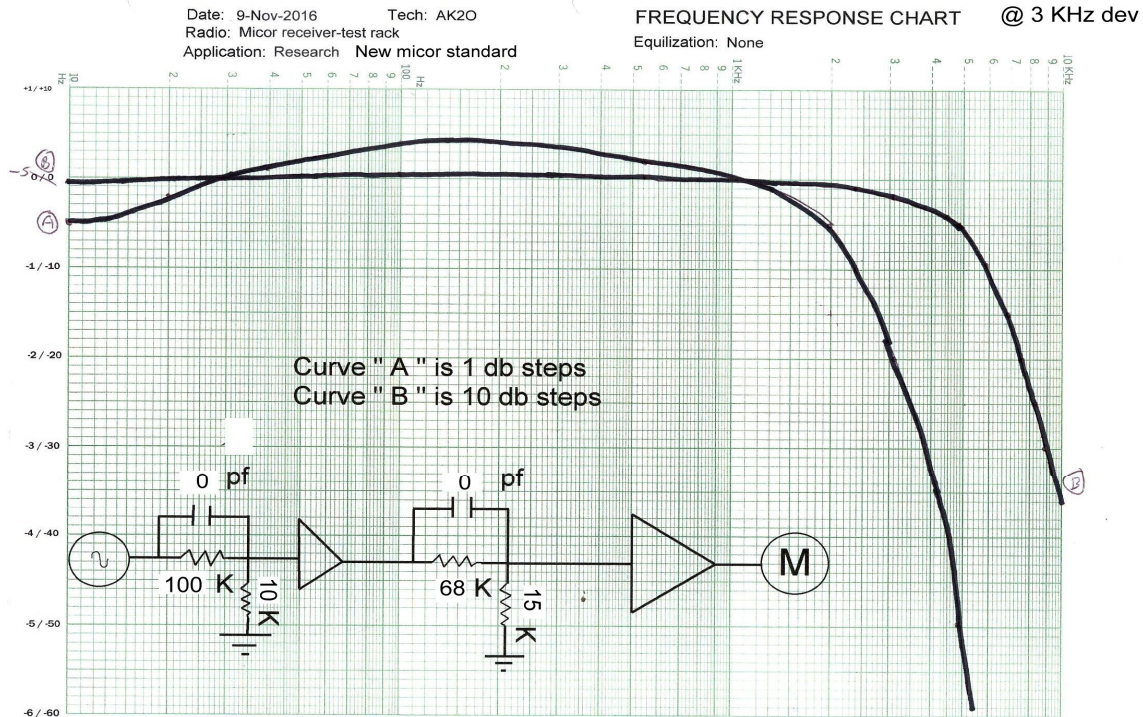 Date: 9-Nov-2016 Tech: AK2O
Radio: Micor receiver-test rack
Application: Research New micor standard
FREQUENCY RESPONSE CHART @ 3 KHz dev
Equilization: None
Hz 10 2 3 4 5 6 7 8 9 100 Hz 2 3 4 5 6 7 8 9 1 KHz 2 3 4 5 6 7 8 9 10 KHz
+1/+10
B
-.5 0/0
A
-1/-10
-2/-20
Curve " A " is 1 db steps
Curve " B " is 10 db steps
-3/-30
0 pf
0 pf
B
-4/-40
M
100 K
10 K
68 K
15 K
-5/-50
-6/-60